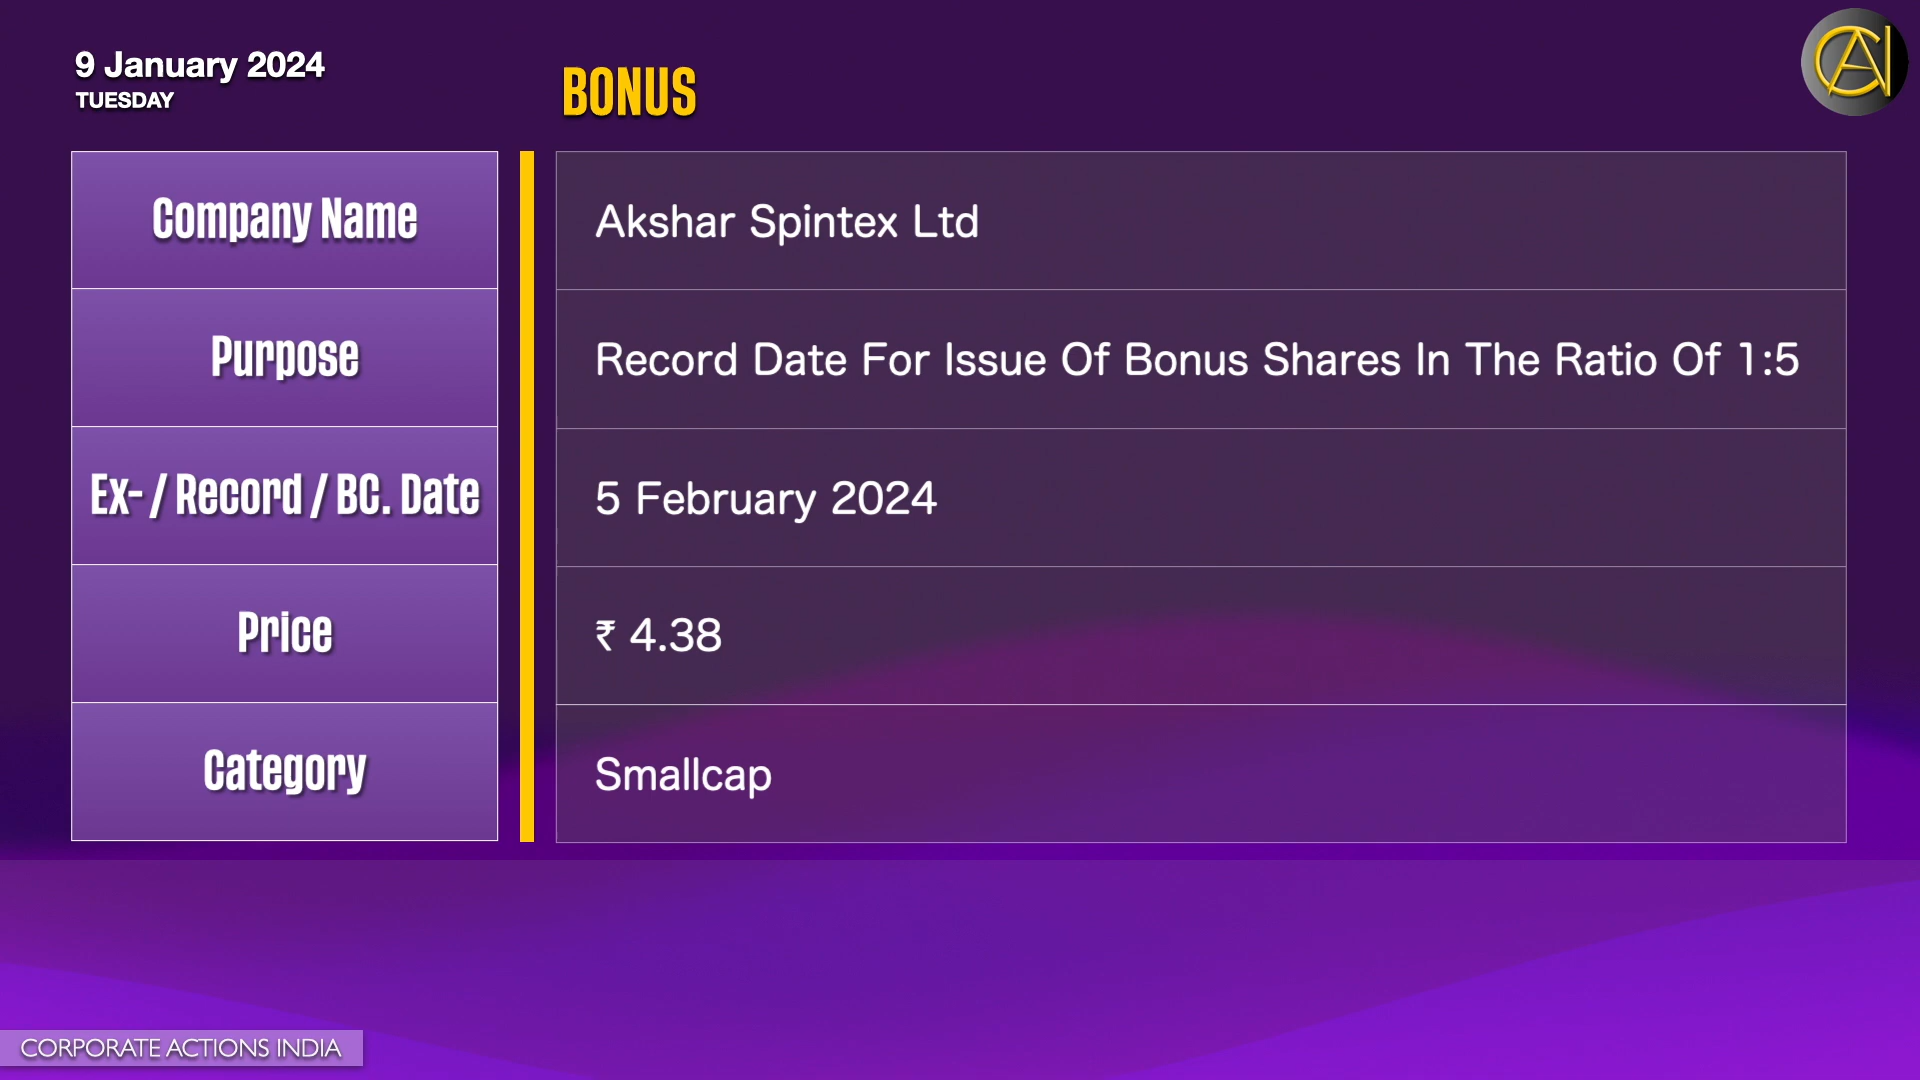 9 January 2024
TUESDAY
BONUS
CAI
Company Name
Akshar Spintex Ltd
Purpose
Record Date For Issue Of Bonus Shares In The Ratio Of 1:5
Ex- / Record / BC. Date
5 February 2024
Price
₹ 4.38
Category
Smallcap
CORPORATE ACTIONS INDIA